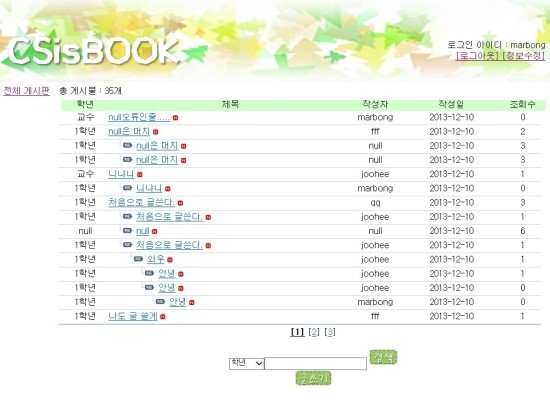 CSisBOOK
로그인 아이디 : marbong
[로그아웃] [정보수정]
전체 게시판 총 게시물 : 35개
학년 제목 작성자 작성일 조회수
교수 null오류인줄..... marbong 2013-12-10 0
1학년 null은 머지 fff 2013-12-10 2
1학년 RE null은 머지 null 2013-12-10 3
1학년 RE null은 머지 null 2013-12-10 3
교수 니냐니 joohee 2013-12-10 1
1학년 RE 니냐니 marbong 2013-12-10 0
1학년 처음으로 글쓴다. qq 2013-12-10 3
1학년 RE 처음으로 글쓴다. joohee 2013-12-10 1
null RE null null 2013-12-10 6
1학년 RE 처음으로 글쓴다. joohee 2013-12-10 1
1학년 RE 와우 joohee 2013-12-10 1
1학년 RE 안녕 joohee 2013-12-10 1
1학년 RE 안녕 joohee 2013-12-10 0
1학년 RE 안녕 marbong 2013-12-10 0
1학년 나도 글 쓸게 fff 2013-12-10 1
[1] [2] [3]
학년 검색
글쓰기